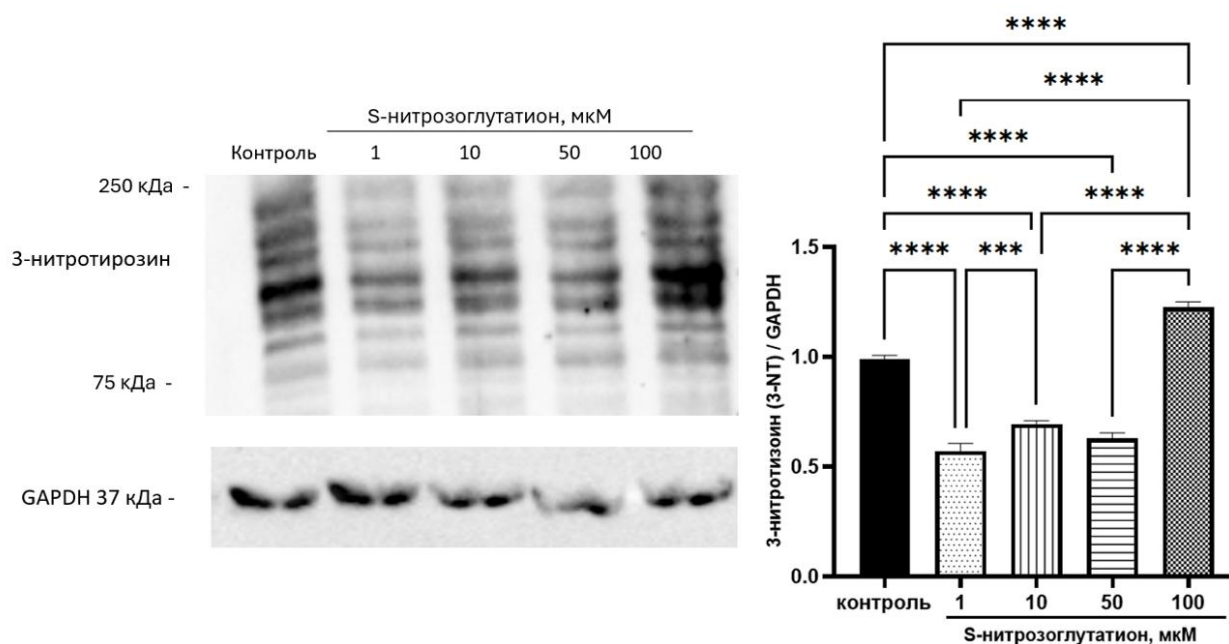 S-нитрозоглутатион, мкМ
Контроль 1 10 50 100
250 кДа -
3-нитротирозин
75 кДа -
GAPDH 37 кДа -
****
****
****
**** ****
**** *** ****
3-нитротизоин (3-NT) / GAPDH
1.5
1.0
0.5
0.0
контроль 1 10 50 100
S-нитрозоглутатион, мкМ